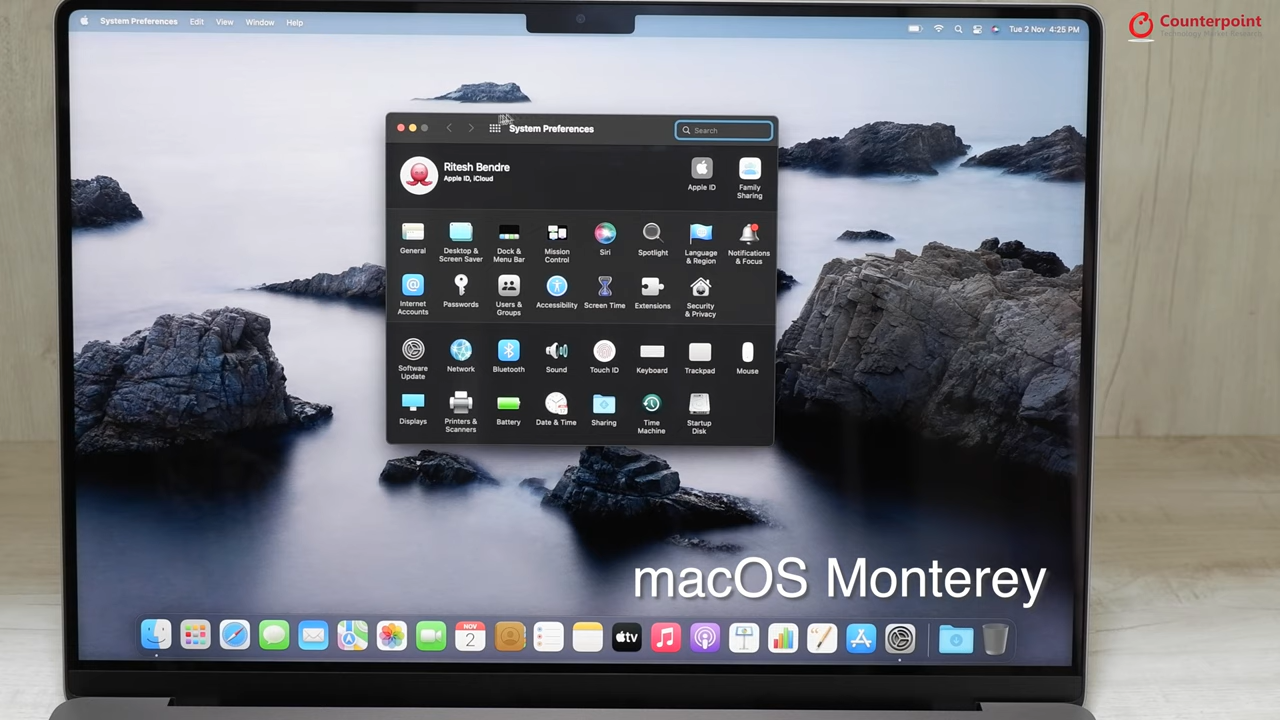 System Preferences Edit View Window Help
Tue 2 Nov 4:25 PM
Counterpoint
Technology Market Research
System Preferences
Search
Ritesh Bendre
Apple ID, iCloud
Apple ID
Family
Sharing
General
Desktop &
Screen Saver
Dock &
Menu Bar
Mission
Control
Siri
Spotlight
Language
& Region
Notifications
& Focus
Internet
Accounts
Passwords
Users &
Groups
Accessibility
Screen Time
Extensions
Security
& Privacy
Software
Update
Network
Bluetooth
Sound
Touch ID
Keyboard
Trackpad
Mouse
Displays
Printers &
Scanners
Battery
Date & Time
Sharing
Time
Machine
Startup
Disk
macOS Monterey
NOV
2
tv